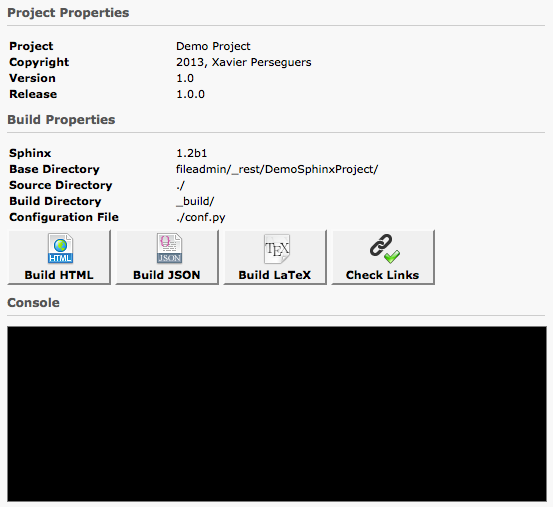 Project Properties
Project Demo Project
Copyright 2013, Xavier Perseguers
Version 1.0
Release 1.0.0
Build Properties
Sphinx 1.2b1
Base Directory fileadmin/_rest/DemoSphinxProject/
Source Directory ./
Build Directory _build/
Configuration File ./conf.py
HTML JSON TEX
Build HTML Build JSON Build LaTeX Check Links
Console